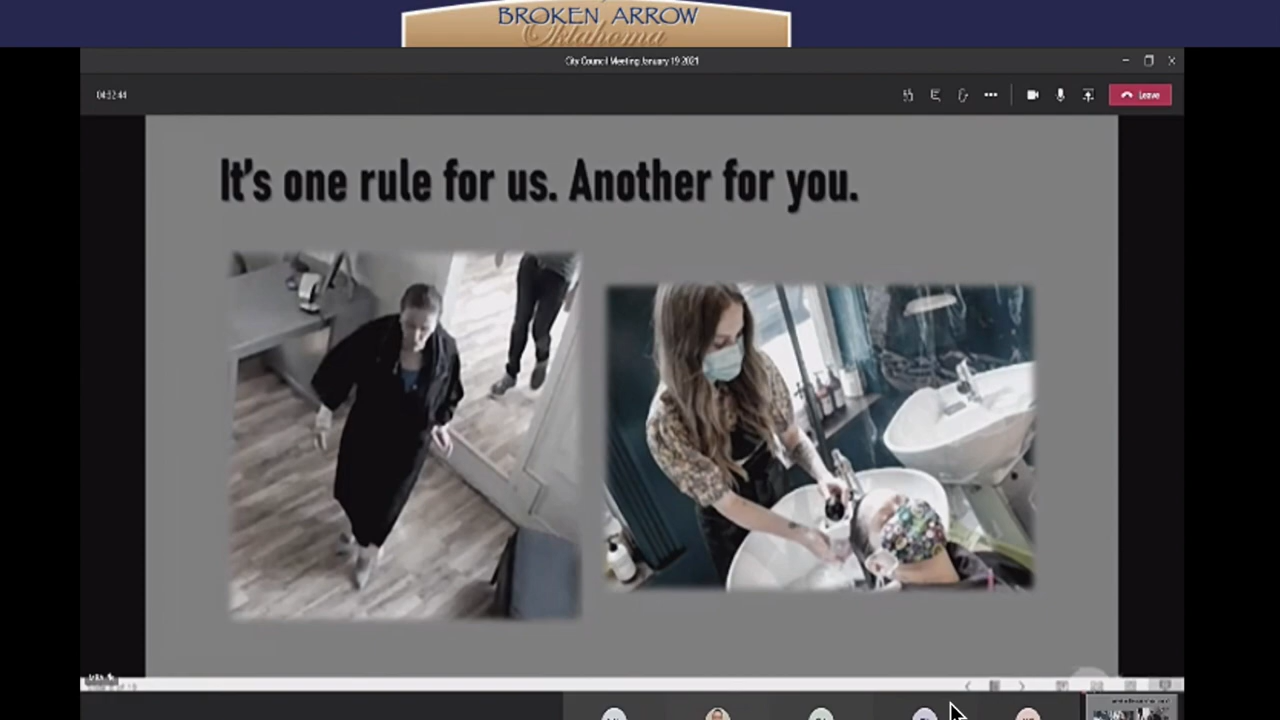 BROKEN ARROW
Oklahoma
City Council Meeting January 19 2021
04:32:44
Leave
It's one rule for us. Another for you.